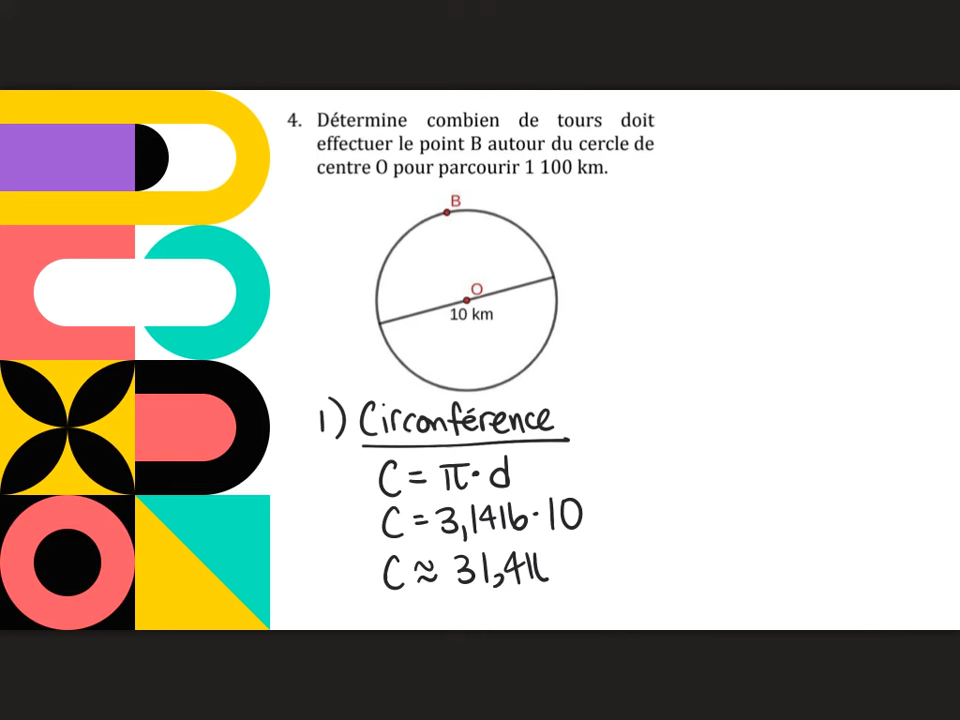 4. Détermine combien de tours doit
effectuer le point B autour du cercle de
centre O pour parcourir 1 100 km.
B
O
10 km
1) Circonférence
C = π · d
C = 3,1416 · 10
C ≈ 31,41